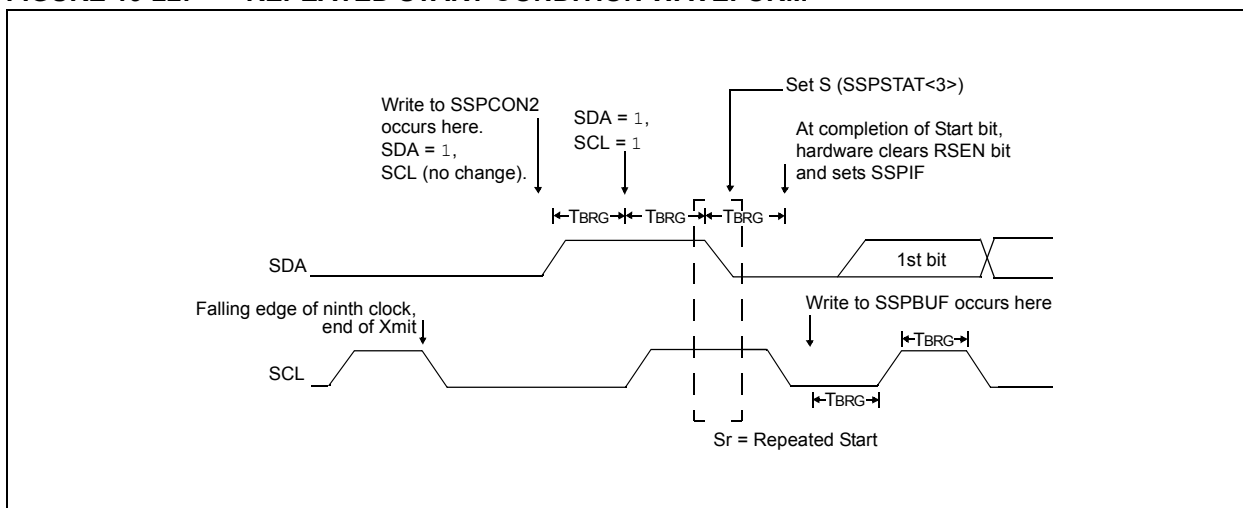 Set S (SSPSTAT<3>)
Write to SSPCON2
occurs here.
SDA = 1,
SCL (no change).
SDA = 1,
SCL = 1
At completion of Start bit,
hardware clears RSEN bit
and sets SSPIF
TBRG
TBRG
TBRG
SDA
1st bit
Falling edge of ninth clock,
end of Xmit
Write to SSPBUF occurs here
TBRG
SCL
TBRG
Sr = Repeated Start